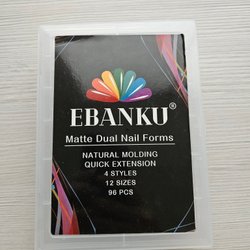 EBANKU®
Matte Dual Nail Forms
NATURAL MOLDING
QUICK EXTENSION
4 STYLES
12 SIZES
96 PCS